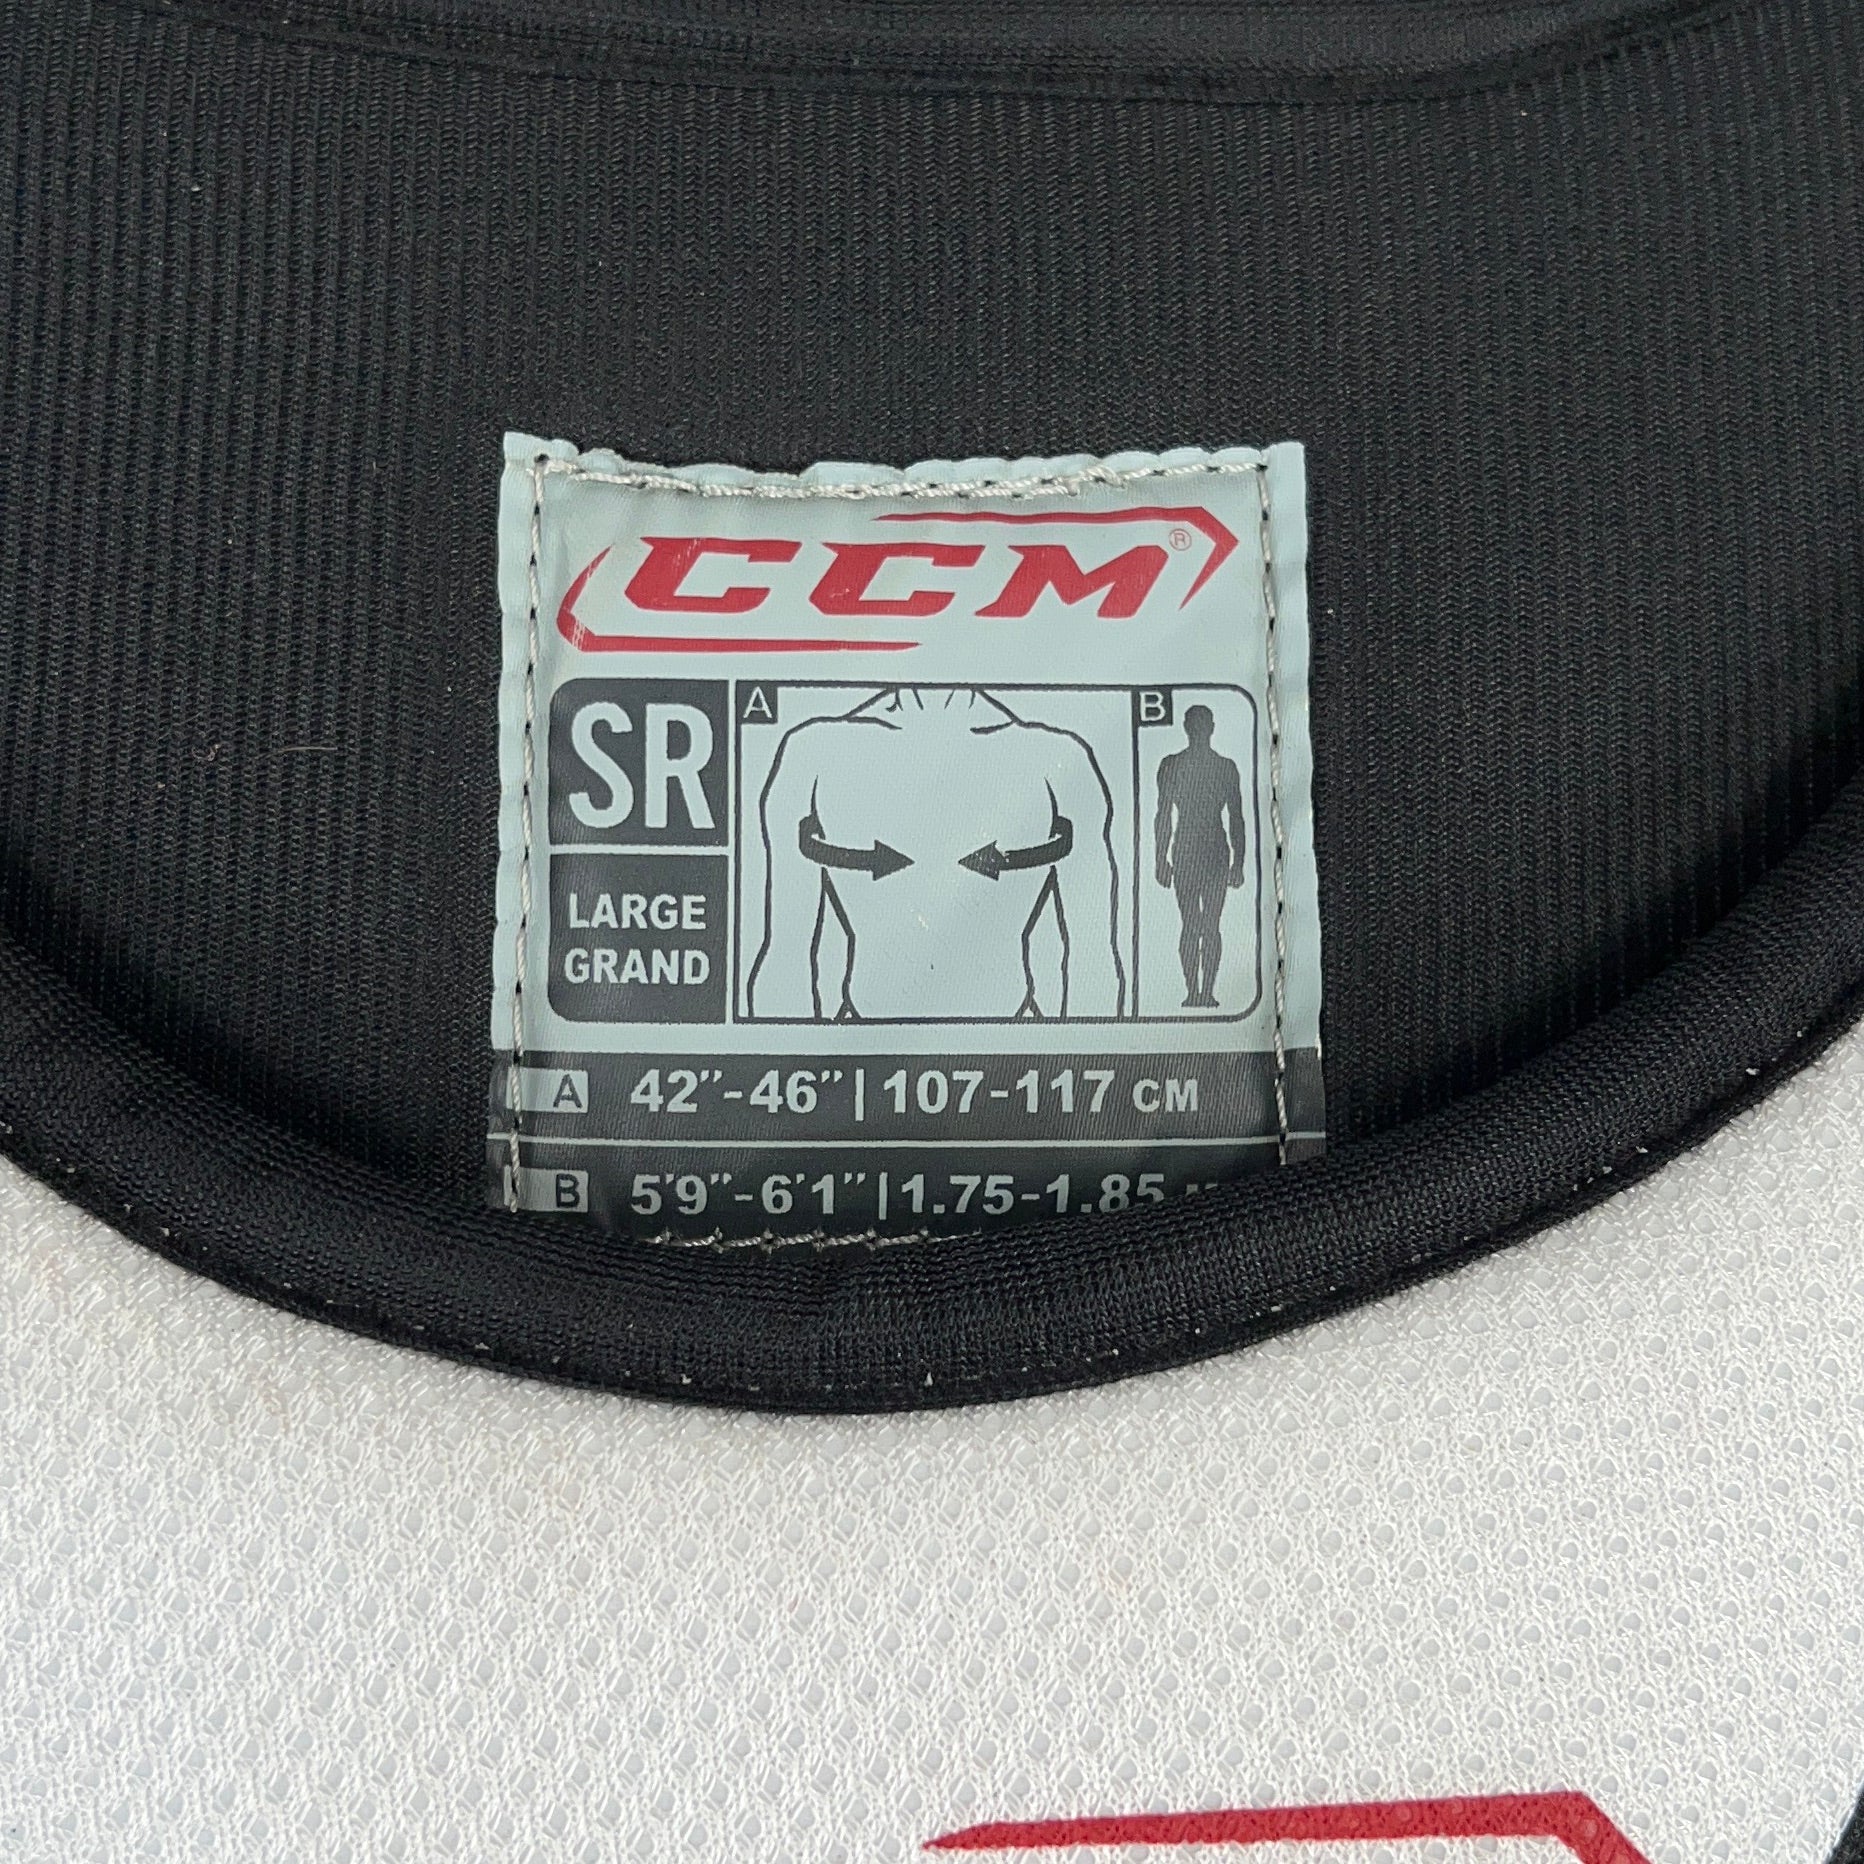 CCM®
SR
LARGE
GRAND
A
B
A 42"-46" | 107-117 CM
B 5'9"-6'1" | 1.75-1.85